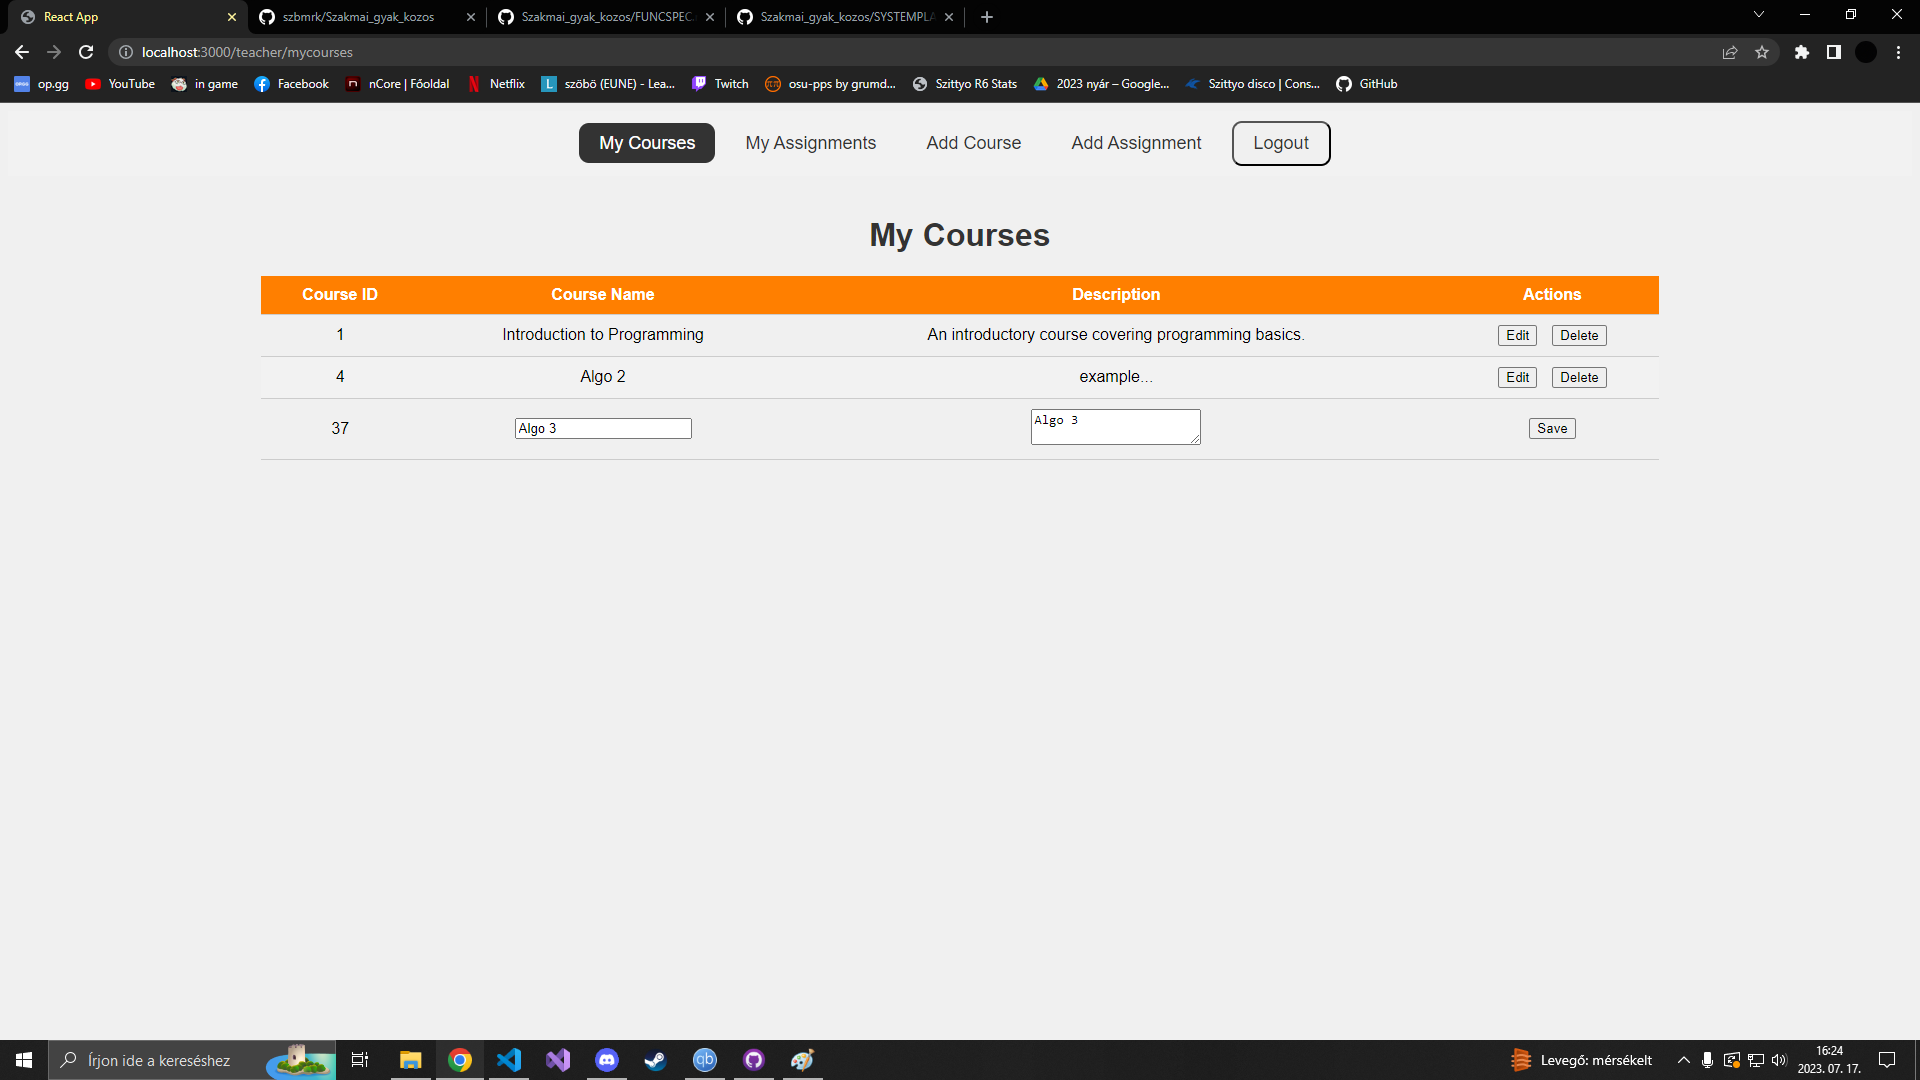 React App
szbmrk/Szakmai_gyak_kozos
Szakmai_gyak_kozos/FUNCSPEC.
Szakmai_gyak_kozos/SYSTEMPLA
localhost:3000/teacher/mycourses
op.gg
YouTube
in game
Facebook
nCore | Főoldal
Netflix
szöbö (EUNE) - Lea...
Twitch
osu-pps by grumd...
Szittyo R6 Stats
2023 nyár – Google...
Szittyo disco | Cons...
GitHub
My Courses
My Assignments
Add Course
Add Assignment
Logout
My Courses
Course ID Course Name Description Actions
1 Introduction to Programming An introductory course covering programming basics. Edit Delete
4 Algo 2 example... Edit Delete
37 Algo 3 Algo 3 Save
Írjon ide a kereséshez
Levegő: mérsékelt
16:24
2023. 07. 17.